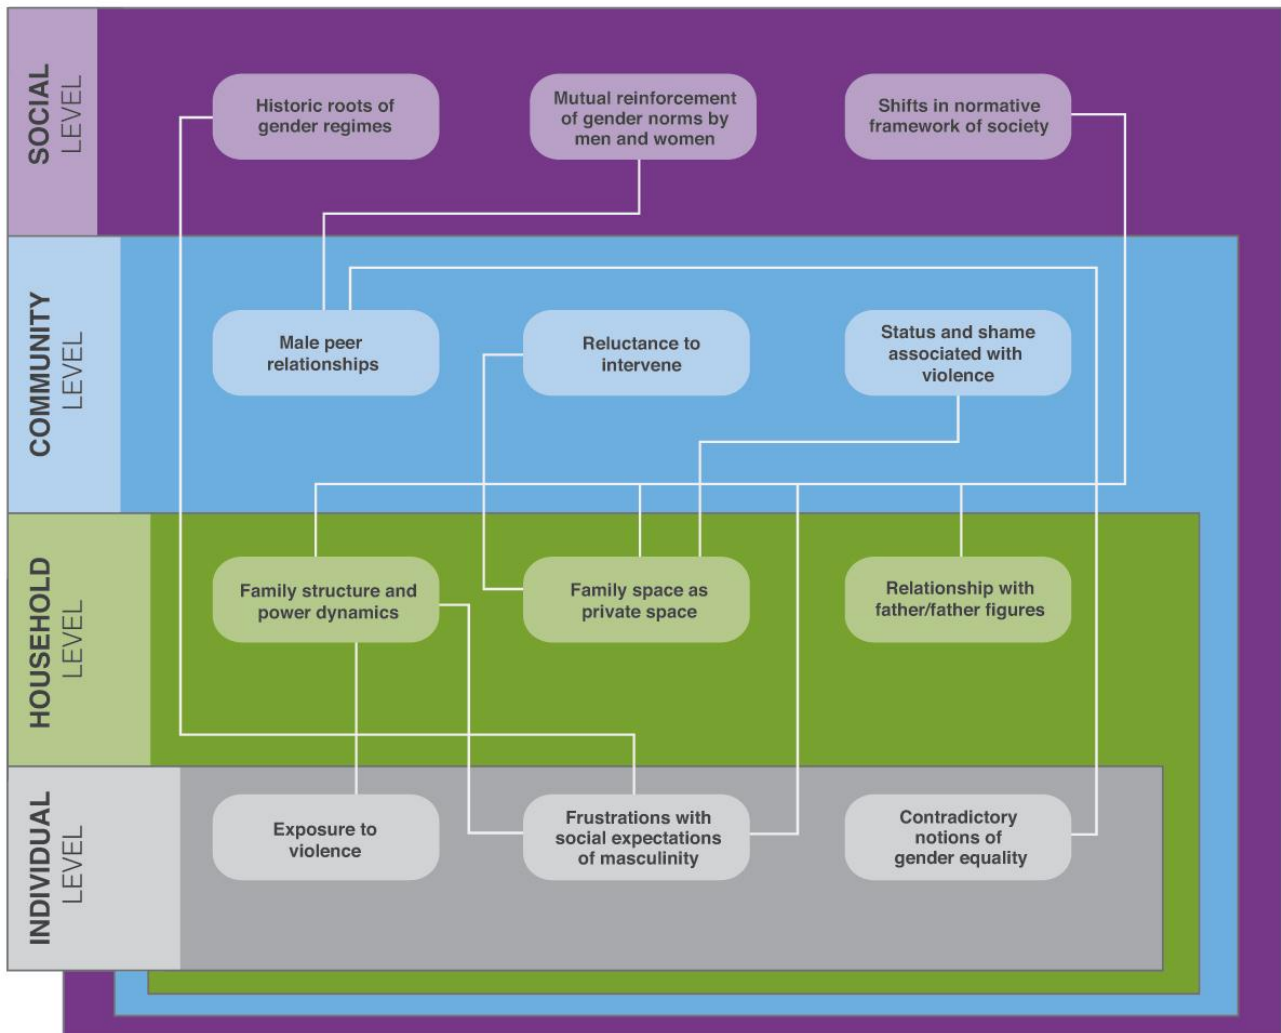 SOCIAL
LEVEL
Historic roots of
gender regimes
Mutual reinforcement
of gender norms by
men and women
Shifts in normative
framework of society
COMMUNITY
LEVEL
Male peer
relationships
Reluctance to
intervene
Status and shame
associated with
violence
HOUSEHOLD
LEVEL
Family structure and
power dynamics
Family space as
private space
Relationship with
father/father figures
INDIVIDUAL
LEVEL
Exposure to
violence
Frustrations with
social expectations
of masculinity
Contradictory
notions of
gender equality